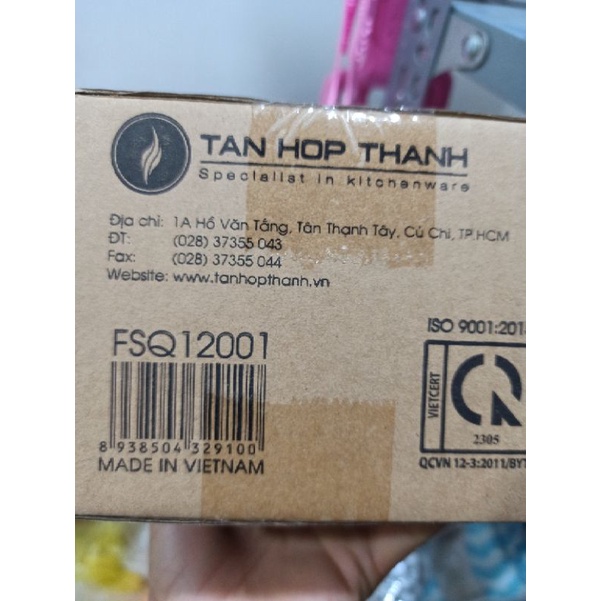 TAN HOP THANH
Specialist in kitchenware
Địa chỉ: 1A Hồ Văn Tắng, Tân Thạnh Tây, Củ Chi, TP.HCM
ĐT: (028) 37355 043
Fax: (028) 37355 044
Website: www.tanhopthanh.vn
FSQ12001
8 938504 329100
MADE IN VIETNAM
ISO 9001:201
VIETCERT
2305
QCVN 12-3:2011/BYT